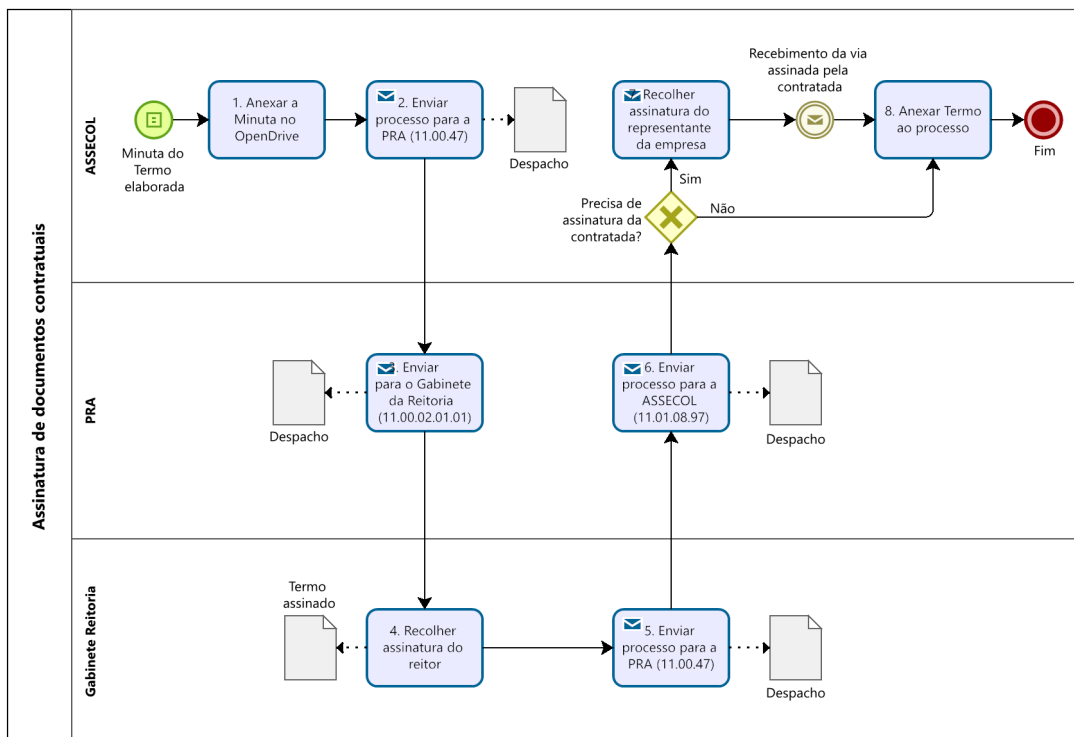 Assinatura de documentos contratuais
ASSECOL
Minuta do
Termo
elaborada
1. Anexar a
Minuta no
OpenDrive
2. Enviar
processo para a
PRA (11.00.47)
Despacho
7. Recolher
assinatura do
representante
da empresa
Recebimento da via
assinada pela
contratada
8. Anexar Termo
ao processo
Fim
Precisa de
assinatura da
contratada?
Sim
Não
PRA
Despacho
3. Enviar
para o Gabinete
da Reitoria
(11.00.02.01.01)
6. Enviar
processo para a
ASSECOL
(11.01.08.97)
Despacho
Gabinete Reitoria
Termo
assinado
4. Recolher
assinatura do
reitor
5. Enviar
processo para a
PRA (11.00.47)
Despacho